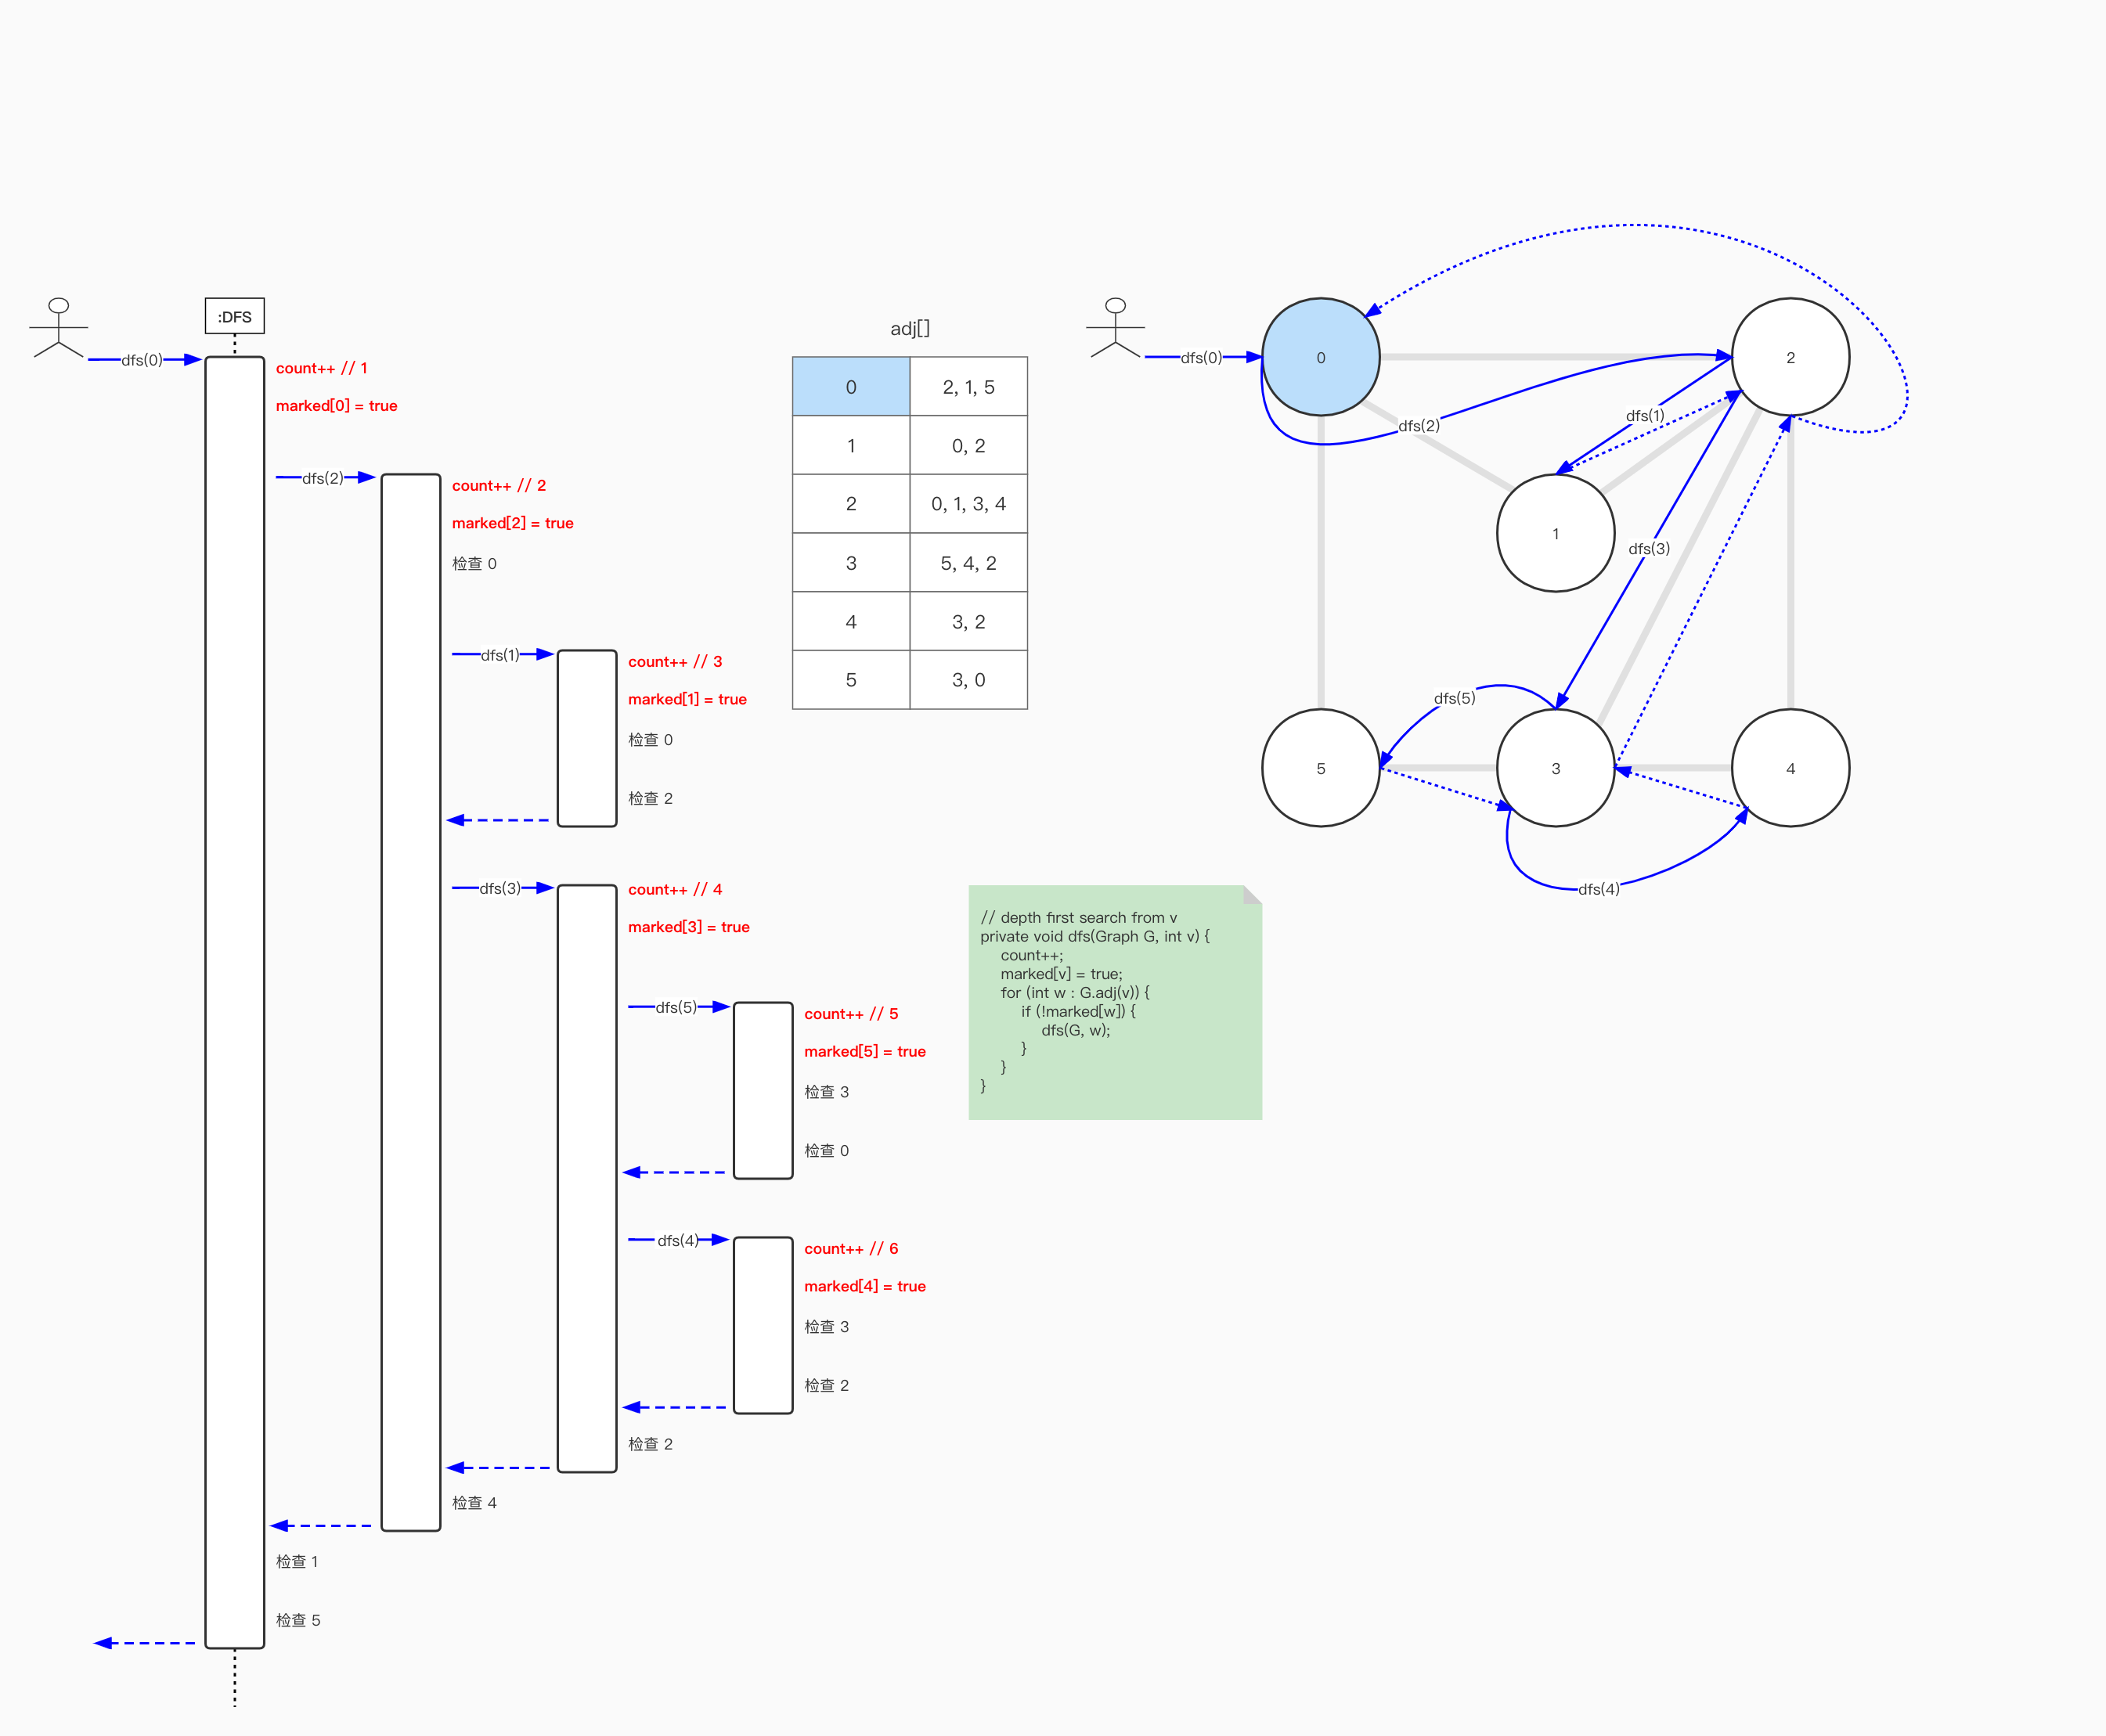 :DFS
dfs(0)
count++ // 1
marked[0] = true
dfs(2)
count++ // 2
marked[2] = true
检查 0
dfs(1)
count++ // 3
marked[1] = true
检查 0
检查 2
dfs(3)
count++ // 4
marked[3] = true
dfs(5)
count++ // 5
marked[5] = true
检查 3
检查 0
dfs(4)
count++ // 6
marked[4] = true
检查 3
检查 2
检查 2
检查 4
检查 1
检查 5
adj[]
0 2, 1, 5
1 0, 2
2 0, 1, 3, 4
3 5, 4, 2
4 3, 2
5 3, 0
dfs(0)
0
2
dfs(1)
dfs(2)
1
dfs(3)
dfs(5)
5
3
4
dfs(4)
// depth first search from v
private void dfs(Graph G, int v) {
count++;
marked[v] = true;
for (int w : G.adj(v)) {
if (!marked[w]) {
dfs(G, w);
}
}
}